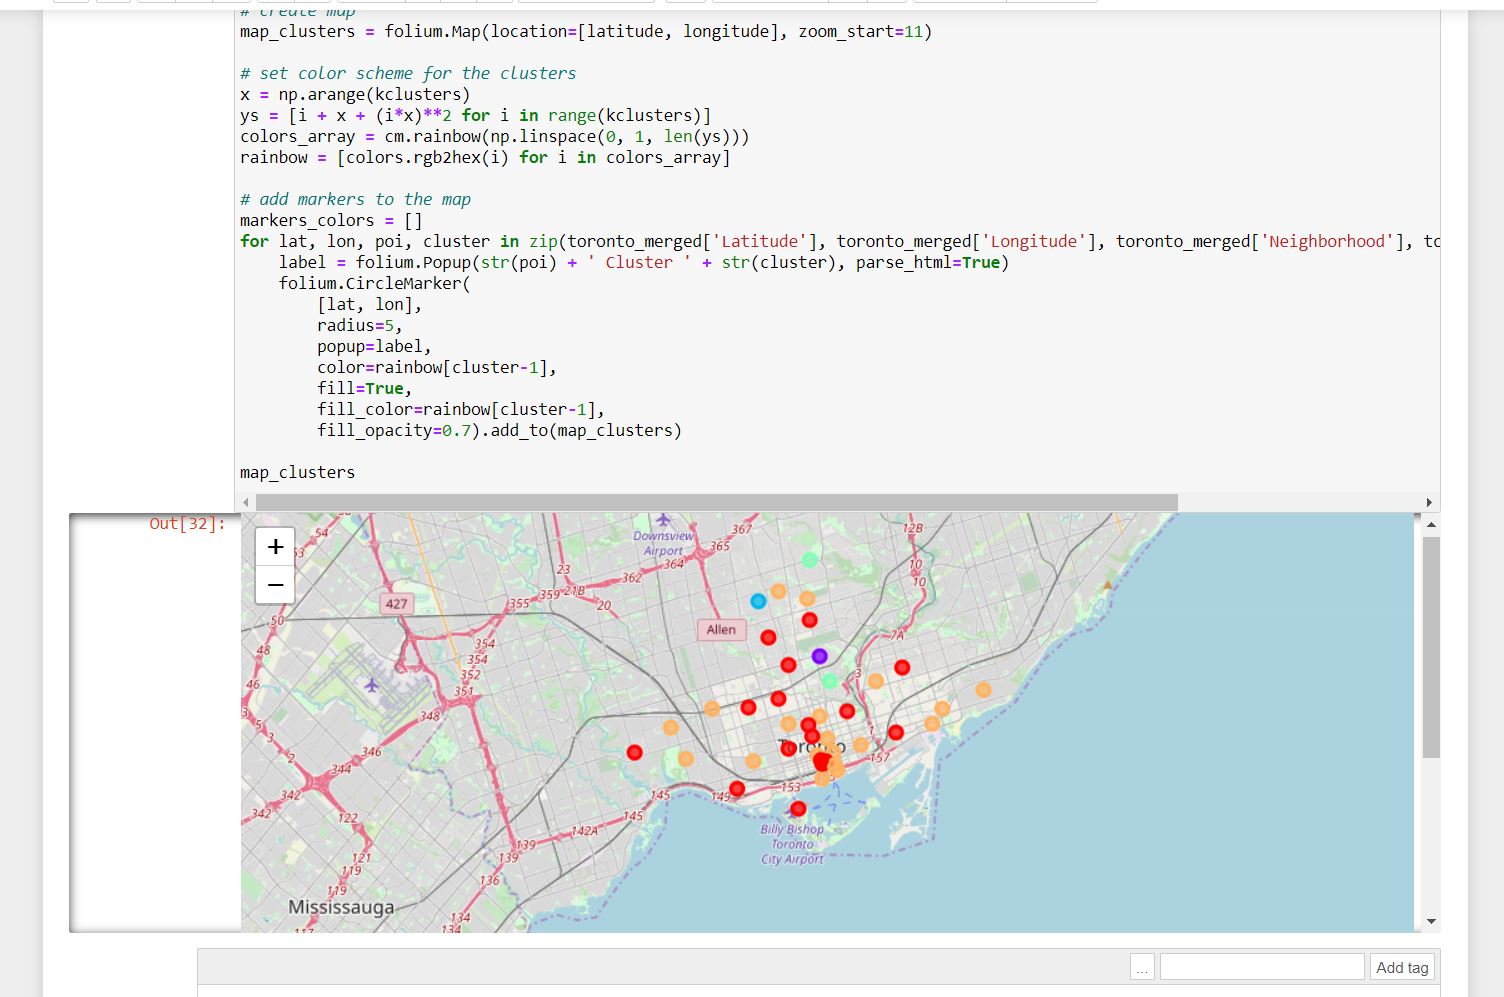 # create map
map_clusters = folium.Map(location=[latitude, longitude], zoom_start=11)
# set color scheme for the clusters
x = np.arange(kclusters)
ys = [i + x + (i*x)**2 for i in range(kclusters)]
colors_array = cm.rainbow(np.linspace(0, 1, len(ys)))
rainbow = [colors.rgb2hex(i) for i in colors_array]
# add markers to the map
markers_colors = []
for lat, lon, poi, cluster in zip(toronto_merged['Latitude'], toronto_merged['Longitude'], toronto_merged['Neighborhood'], to
label = folium.Popup(str(poi) + ' Cluster ' + str(cluster), parse_html=True)
folium.CircleMarker(
[lat, lon],
radius=5,
popup=label,
color=rainbow[cluster-1],
fill=True,
fill_color=rainbow[cluster-1],
fill_opacity=0.7).add_to(map_clusters)
map_clusters
Out[32]:
+
−
54
53
Downsview
Airport
367
365
364
362
12B
10
10
23
359
21B
20
355
427
50
Allen
7A
48
354
354
352
351
46
3
348
5
3
2
346
344
342
342
1
157
Toronto
153
149
145
145
142A
122
139
139
121
119
119
136
134
134
117
Billy Bishop
Toronto
City Airport
Mississauga
...
Add tag